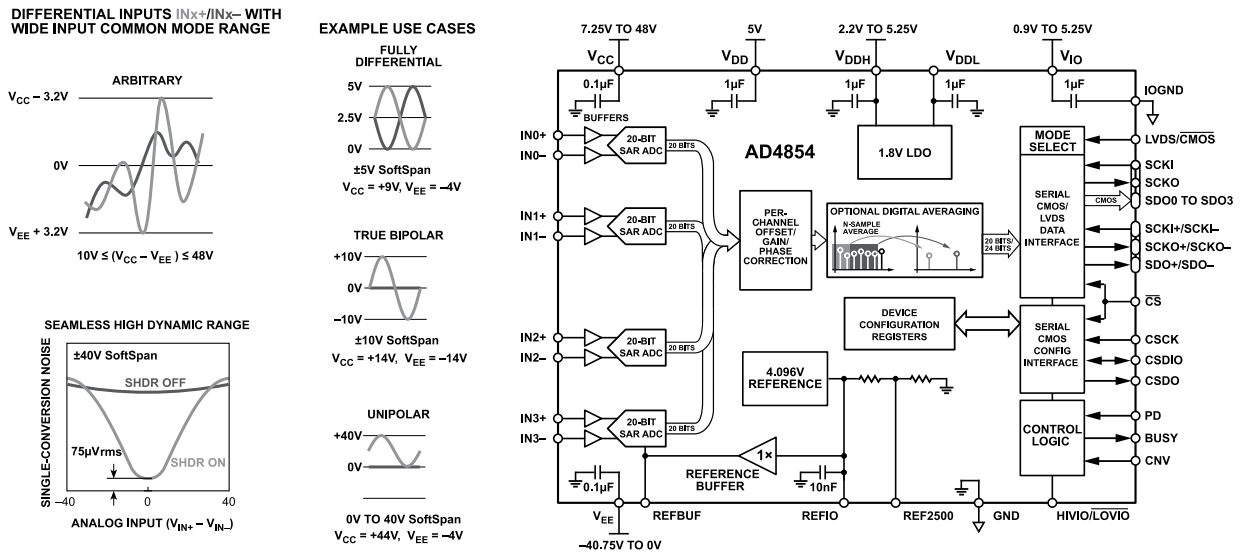 DIFFERENTIAL INPUTS INx+/INx– WITH
WIDE INPUT COMMON MODE RANGE
ARBITRARY
VCC – 3.2V
0V
VEE + 3.2V
10V ≤ (VCC – VEE) ≤ 48V
SEAMLESS HIGH DYNAMIC RANGE
SINGLE-CONVERSION NOISE
±40V SoftSpan
SHDR OFF
75µVrms
SHDR ON
–40
0
40
ANALOG INPUT (VIN+ – VIN–)
EXAMPLE USE CASES
FULLY
DIFFERENTIAL
5V
2.5V
0V
±5V SoftSpan
VCC = +9V, VEE = –4V
TRUE BIPOLAR
+10V
0V
–10V
±10V SoftSpan
VCC = +14V, VEE = –14V
UNIPOLAR
+40V
0V
0V TO 40V SoftSpan
VCC = +44V, VEE = –4V
7.25V TO 48V
5V
2.2V TO 5.25V
0.9V TO 5.25V
VCC
VDD
VDDH
VDDL
VIO
0.1µF
1µF
1µF
1µF
1µF
IOGND
BUFFERS
IN0+
IN0–
20-BIT
SAR ADC
20 BITS
IN1+
IN1–
20-BIT
SAR ADC
20 BITS
IN2+
IN2–
20-BIT
SAR ADC
20 BITS
IN3+
IN3–
20-BIT
SAR ADC
20 BITS
AD4854
1.8V LDO
PER-
CHANNEL
OFFSET/
GAIN/
PHASE
CORRECTION
OPTIONAL DIGITAL AVERAGING
N-SAMPLE
AVERAGE
20 BITS/
24 BITS
MODE
SELECT
SERIAL
CMOS/
LVDS
DATA
INTERFACE
CMOS
LVDS/CMOS
SCKI
SCKO
SDO0 TO SDO3
SCKI+/SCKI–
SCKO+/SCKO–
SDO+/SDO–
CS
DEVICE
CONFIGURATION
REGISTERS
SERIAL
CMOS
CONFIG
INTERFACE
CSCK
CSDIO
CSDO
4.096V
REFERENCE
CONTROL
LOGIC
PD
BUSY
CNV
1×
REFERENCE
BUFFER
0.1µF
10nF
VEE
REFBUF
REFIO
REF2500
GND
HIVIO/LOVIO
–40.75V TO 0V